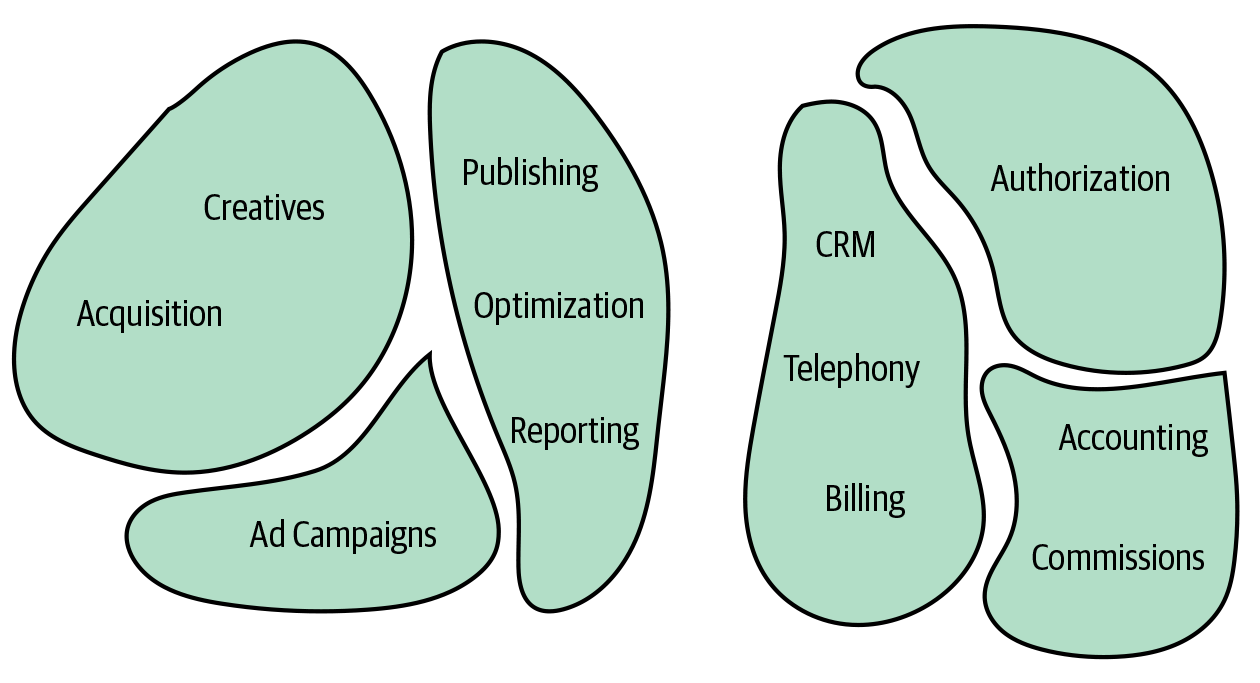 Creatives
Acquisition
Ad Campaigns
Publishing
Optimization
Reporting
CRM
Telephony
Billing
Authorization
Accounting
Commissions